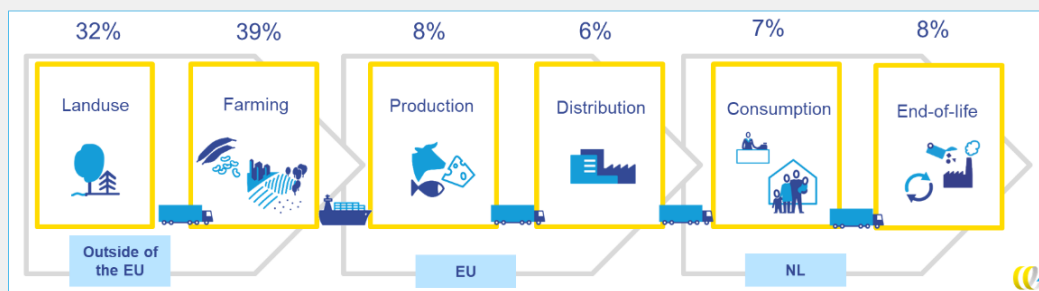 32%
39%
8%
6%
7%
8%
Landuse
Farming
Production
Distribution
Consumption
End-of-life
Outside of
the EU
EU
NL